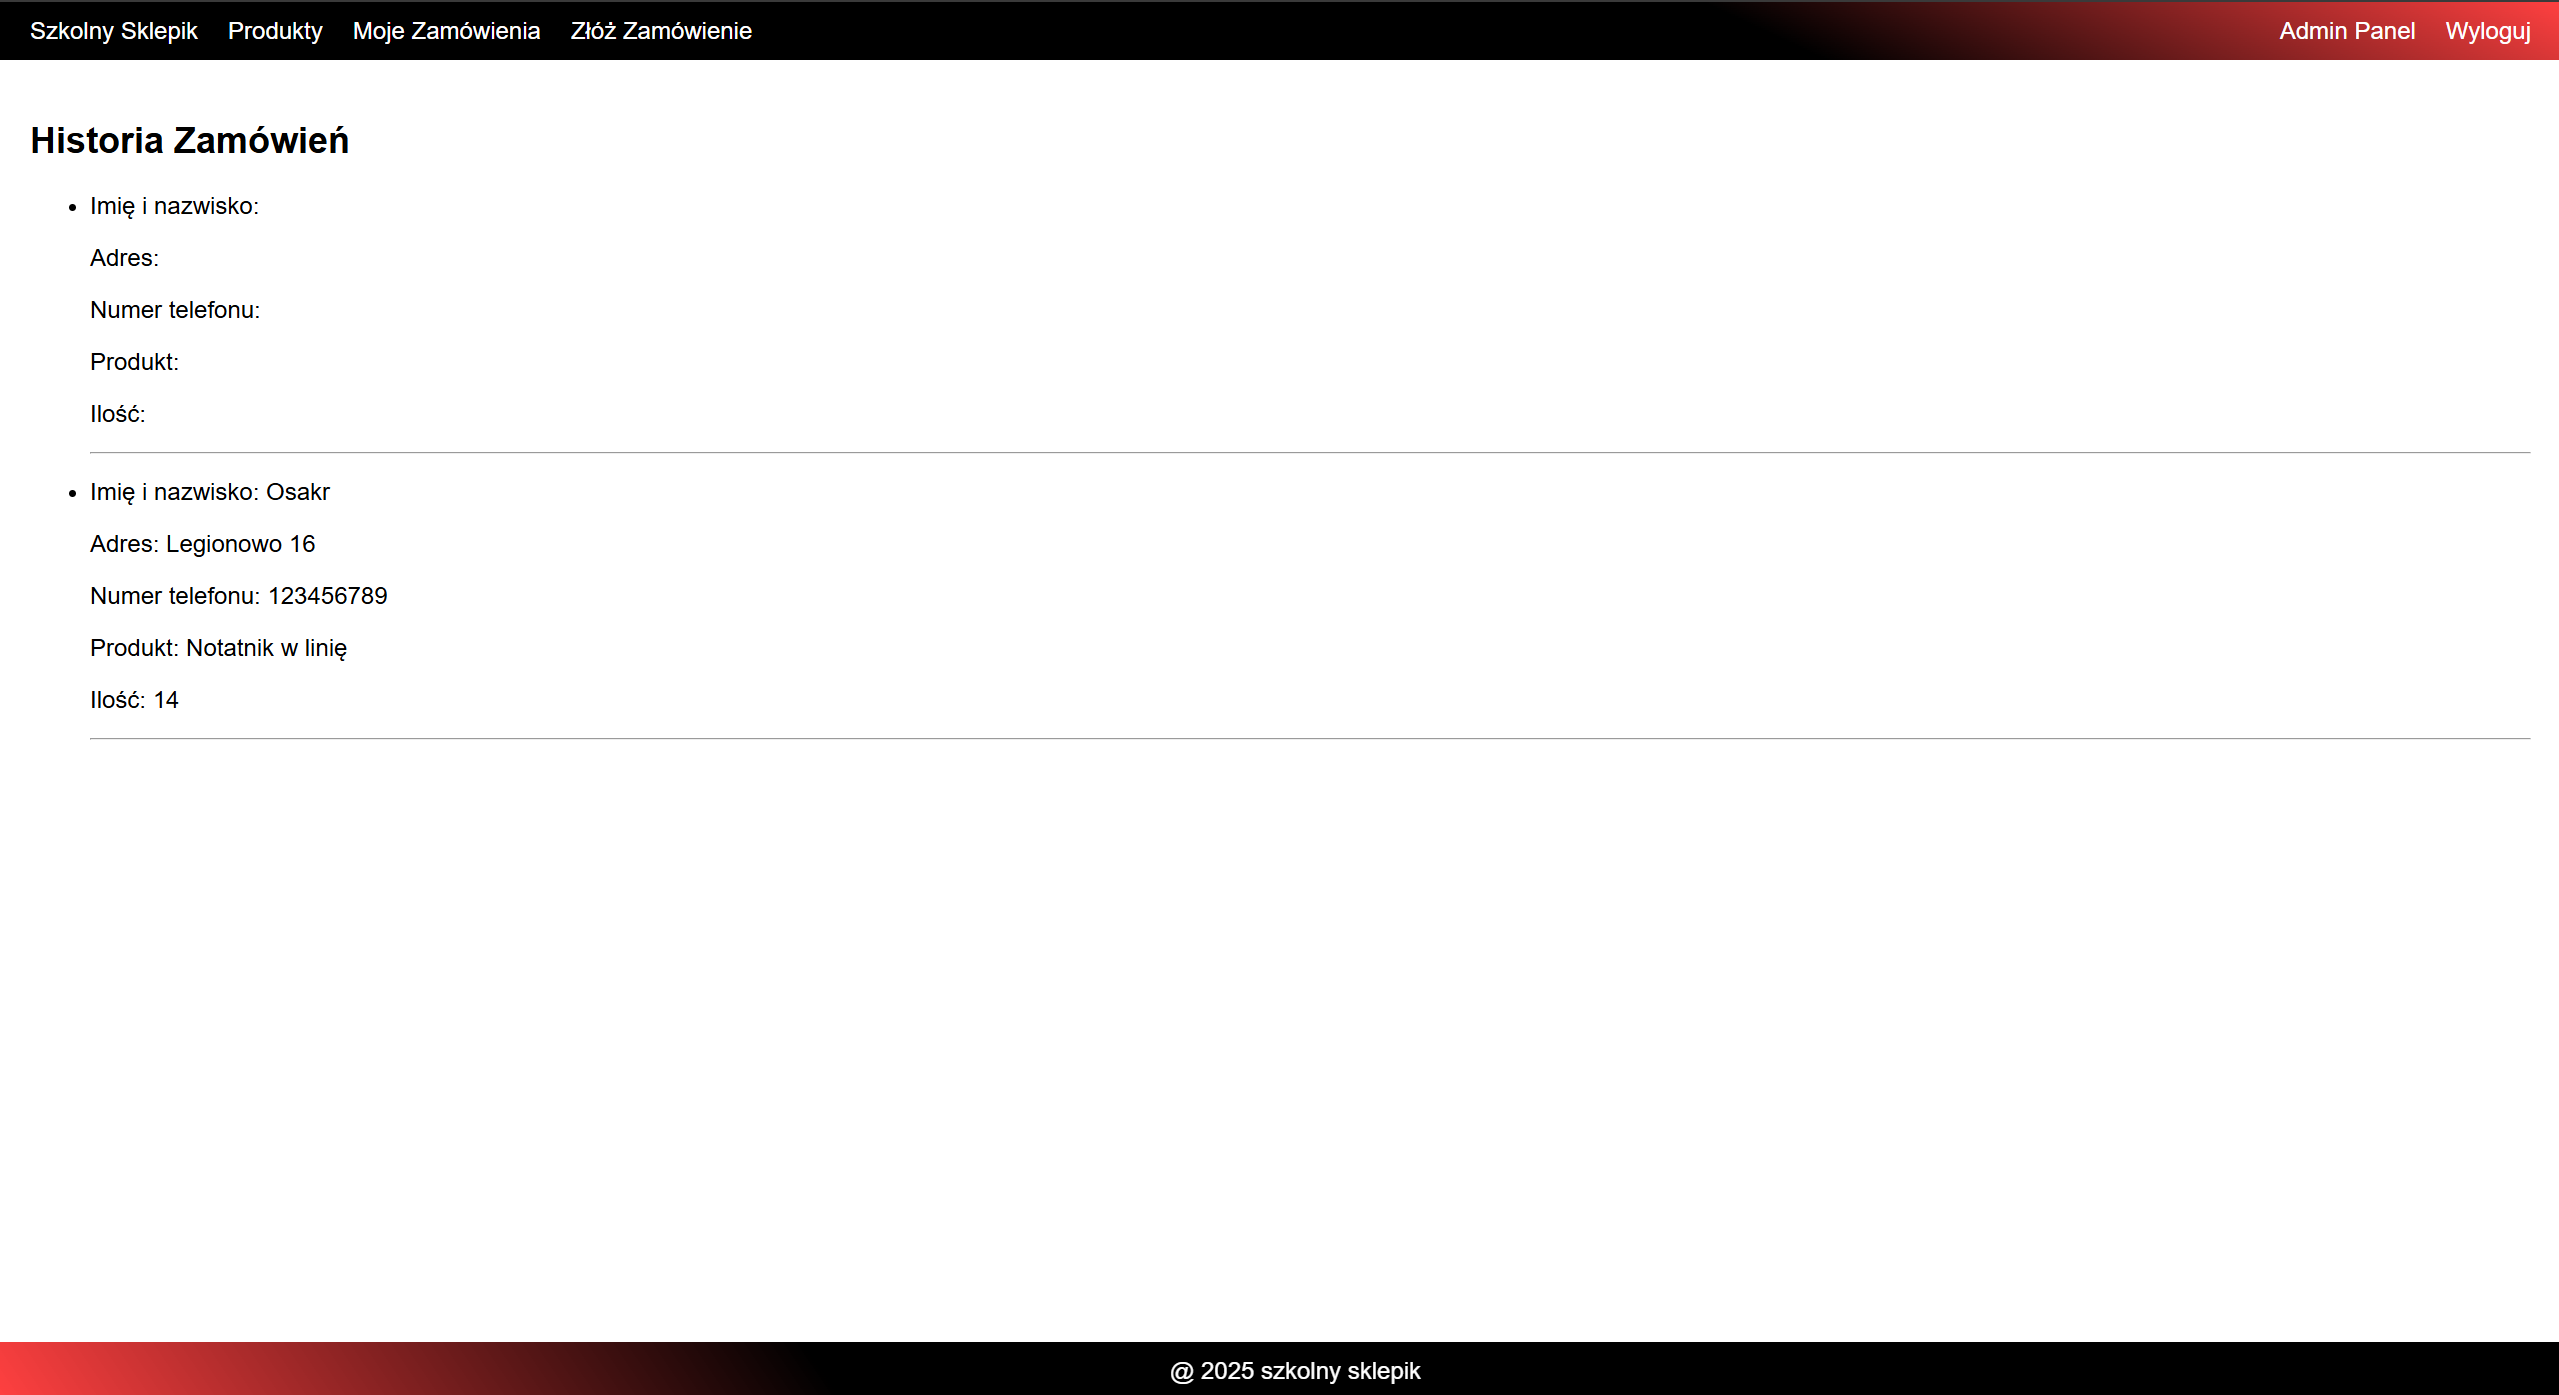 Szkolny Sklepik Produkty Moje Zamówienia Złóż Zamówienie Admin Panel Wyloguj
Historia Zamówień
Imię i nazwisko:
Adres:
Numer telefonu:
Produkt:
Ilość:
Imię i nazwisko: Osakr
Adres: Legionowo 16
Numer telefonu: 123456789
Produkt: Notatnik w linię
Ilość: 14
@ 2025 szkolny sklepik